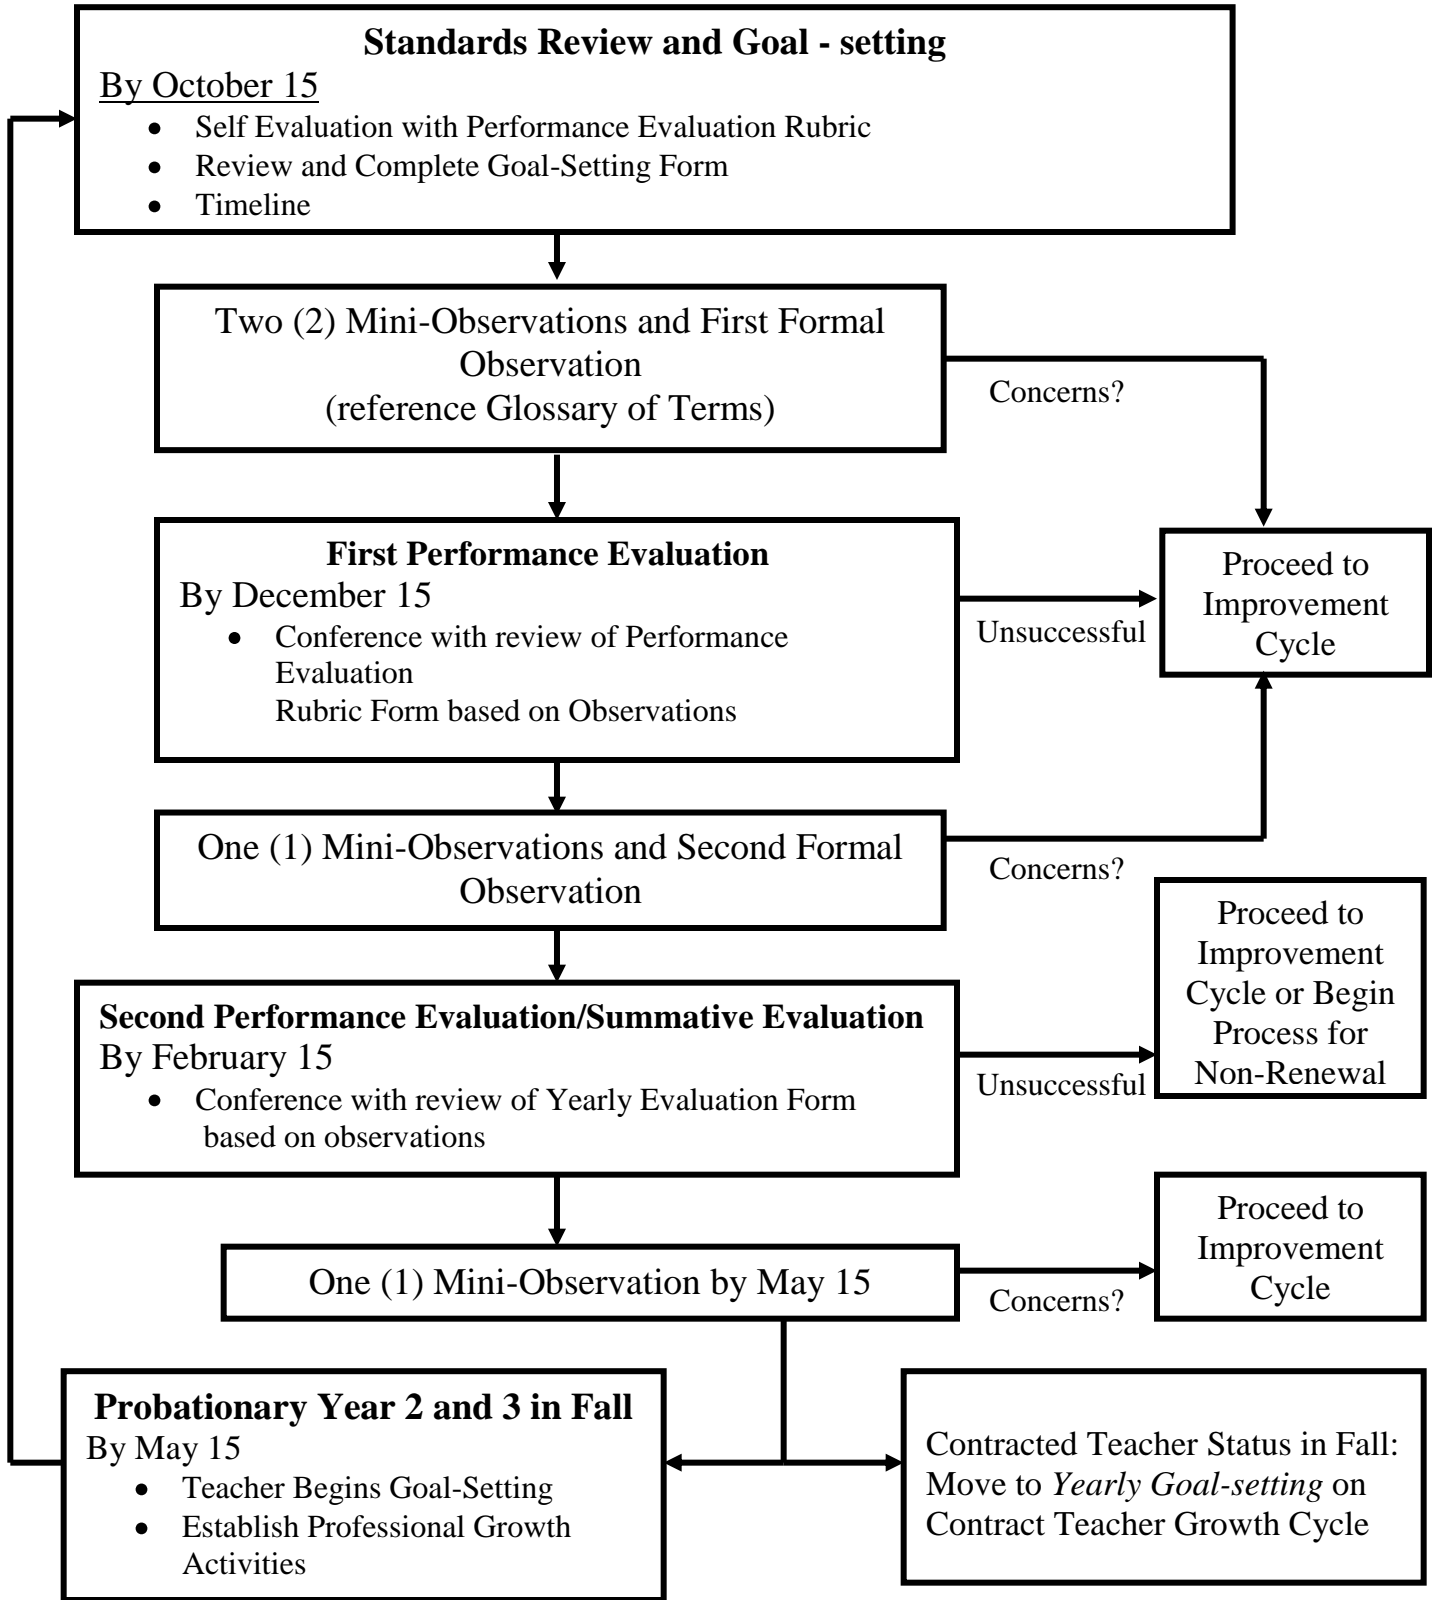 Standards Review and Goal - setting
By October 15
• Self Evaluation with Performance Evaluation Rubric
• Review and Complete Goal-Setting Form
• Timeline
Two (2) Mini-Observations and First Formal
Observation
(reference Glossary of Terms)
Concerns?
First Performance Evaluation
By December 15
• Conference with review of Performance
Evaluation
Rubric Form based on Observations
Unsuccessful
Proceed to
Improvement
Cycle
One (1) Mini-Observations and Second Formal
Observation
Concerns?
Second Performance Evaluation/Summative Evaluation
By February 15
• Conference with review of Yearly Evaluation Form
based on observations
Unsuccessful
Proceed to
Improvement
Cycle or Begin
Process for
Non-Renewal
One (1) Mini-Observation by May 15
Concerns?
Proceed to
Improvement
Cycle
Probationary Year 2 and 3 in Fall
By May 15
• Teacher Begins Goal-Setting
• Establish Professional Growth
Activities
Contracted Teacher Status in Fall:
Move to Yearly Goal-setting on
Contract Teacher Growth Cycle